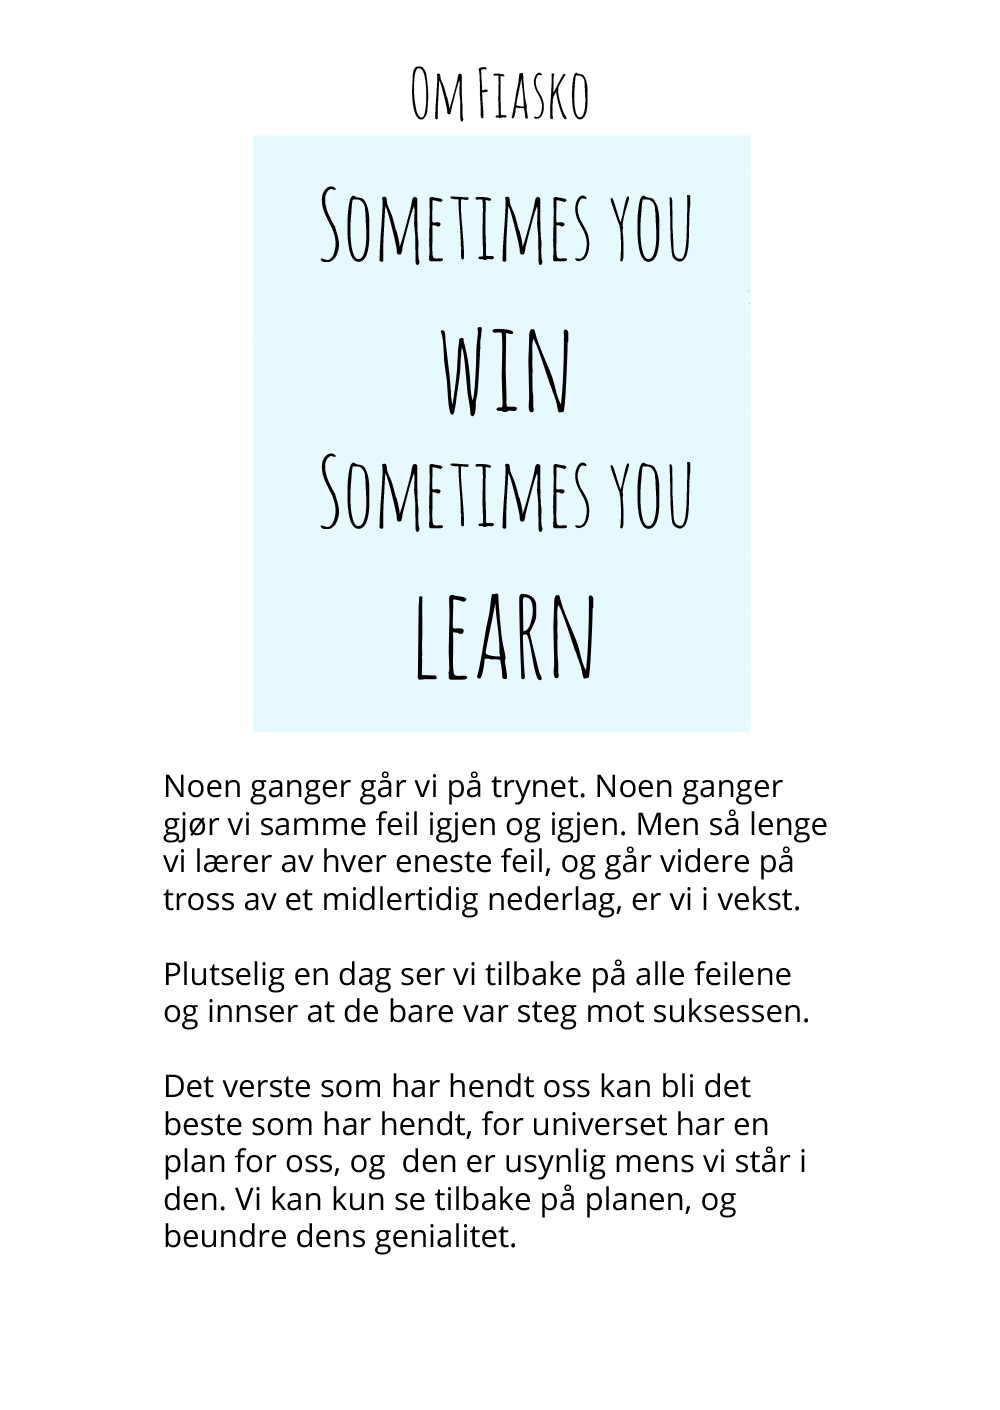 Om Fiasko
Sometimes you
win
Sometimes you
learn
Noen ganger går vi på trynet. Noen ganger
gjør vi samme feil igjen og igjen. Men så lenge
vi lærer av hver eneste feil, og går videre på
tross av et midlertidig nederlag, er vi i vekst.
Plutselig en dag ser vi tilbake på alle feilene
og innser at de bare var steg mot suksessen.
Det verste som har hendt oss kan bli det
beste som har hendt, for universet har en
plan for oss, og  den er usynlig mens vi står i
den. Vi kan kun se tilbake på planen, og
beundre dens genialitet.